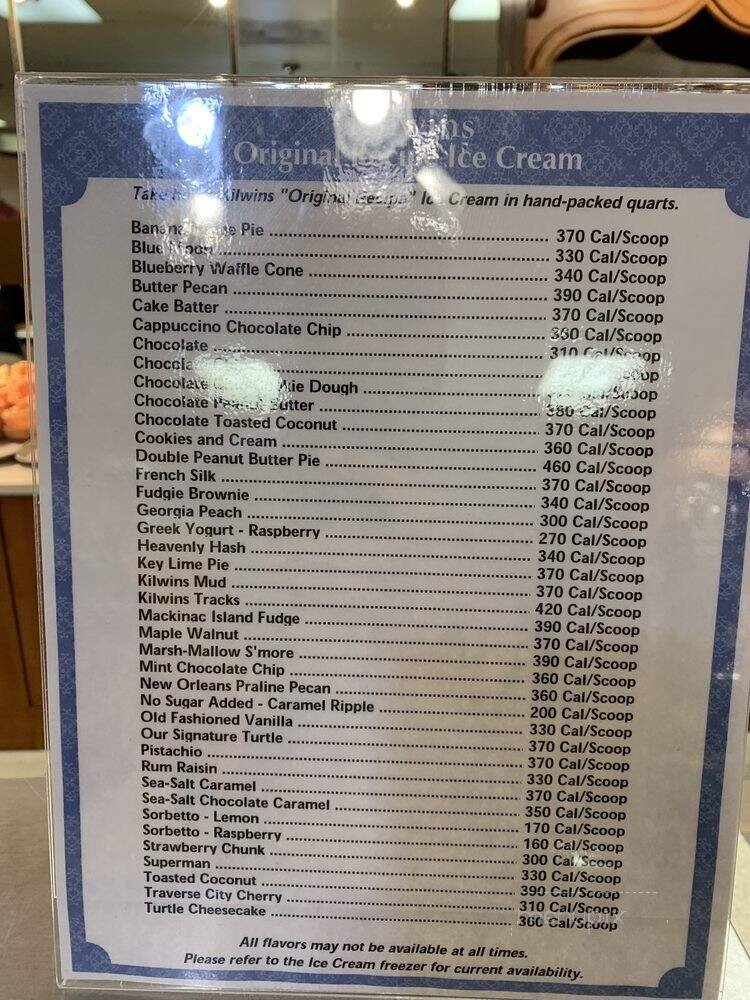 Original Recipe Ice Cream
Take Kilwins "Original Recipe" Ice Cream in hand-packed quarts.
Banana Pie 370 Cal/Scoop
Blue Moon 330 Cal/Scoop
Blueberry Waffle Cone 340 Cal/Scoop
Butter Pecan 390 Cal/Scoop
Cake Batter 370 Cal/Scoop
Cappuccino Chocolate Chip 360 Cal/Scoop
Chocolate 310 Cal/Scoop
Chocolate Dough
Chocolate Peanut Butter 380 Cal/Scoop
Chocolate Toasted Coconut 370 Cal/Scoop
Cookies and Cream 360 Cal/Scoop
Double Peanut Butter Pie 460 Cal/Scoop
French Silk 370 Cal/Scoop
Fudgie Brownie 340 Cal/Scoop
Georgia Peach 300 Cal/Scoop
Greek Yogurt - Raspberry 270 Cal/Scoop
Heavenly Hash 340 Cal/Scoop
Key Lime Pie 370 Cal/Scoop
Kilwins Mud 370 Cal/Scoop
Kilwins Tracks 420 Cal/Scoop
Mackinac Island Fudge 390 Cal/Scoop
Maple Walnut 370 Cal/Scoop
Marsh-Mallow S'more 390 Cal/Scoop
Mint Chocolate Chip 360 Cal/Scoop
New Orleans Praline Pecan 360 Cal/Scoop
No Sugar Added - Caramel Ripple 200 Cal/Scoop
Old Fashioned Vanilla 330 Cal/Scoop
Our Signature Turtle 370 Cal/Scoop
Pistachio 370 Cal/Scoop
Rum Raisin 330 Cal/Scoop
Sea-Salt Caramel 370 Cal/Scoop
Sea-Salt Chocolate Caramel 350 Cal/Scoop
Sorbetto - Lemon 170 Cal/Scoop
Sorbetto - Raspberry 160 Cal/Scoop
Strawberry Chunk 300 Cal/Scoop
Superman 330 Cal/Scoop
Toasted Coconut 390 Cal/Scoop
Traverse City Cherry 310 Cal/Scoop
Turtle Cheesecake 360 Cal/Scoop
All flavors may not be available at all times.
Please refer to the Ice Cream freezer for current availability.